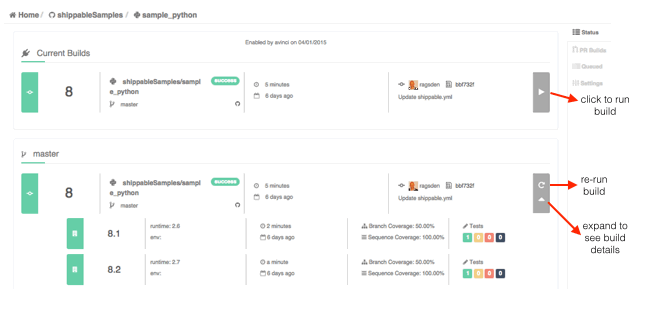 Home / shippableSamples / sample_python
Enabled by avinci on 04/01/2015
Status
Current Builds
PR Builds
Queued
Settings
8
shippableSamples/sampl
e_python
SUCCESS
master
5 minutes
6 days ago
ragsden bbf732f
Update shippable.yml
click to run
build
master
8
shippableSamples/sampl
e_python
SUCCESS
master
5 minutes
6 days ago
ragsden bbf732f
Update shippable.yml
re-run
build
expand to
see build
details
8.1
runtime: 2.6
env:
2 minutes
6 days ago
Branch Coverage: 50.00%
Sequence Coverage: 100.00%
Tests
1 0 0 0
8.2
runtime: 2.7
env:
a minute
6 days ago
Branch Coverage: 50.00%
Sequence Coverage: 100.00%
Tests
1 0 0 0